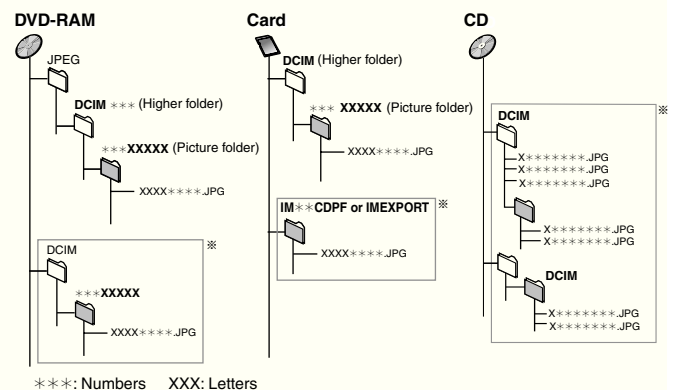 DVD-RAM
JPEG
DCIM ∗∗∗ (Higher folder)
∗∗∗XXXXX (Picture folder)
XXXX∗∗∗∗.JPG
※
DCIM
∗∗∗XXXXX
XXXX∗∗∗∗.JPG
Card
DCIM (Higher folder)
∗∗∗ XXXXX (Picture folder)
XXXX∗∗∗∗.JPG
IM∗∗CDPF or IMEXPORT ※
XXXX∗∗∗∗.JPG
CD
※
DCIM
X∗∗∗∗∗∗∗.JPG
X∗∗∗∗∗∗∗.JPG
X∗∗∗∗∗∗∗.JPG
X∗∗∗∗∗∗∗.JPG
X∗∗∗∗∗∗∗.JPG
DCIM
X∗∗∗∗∗∗∗.JPG
X∗∗∗∗∗∗∗.JPG
∗∗∗: Numbers XXX: Letters